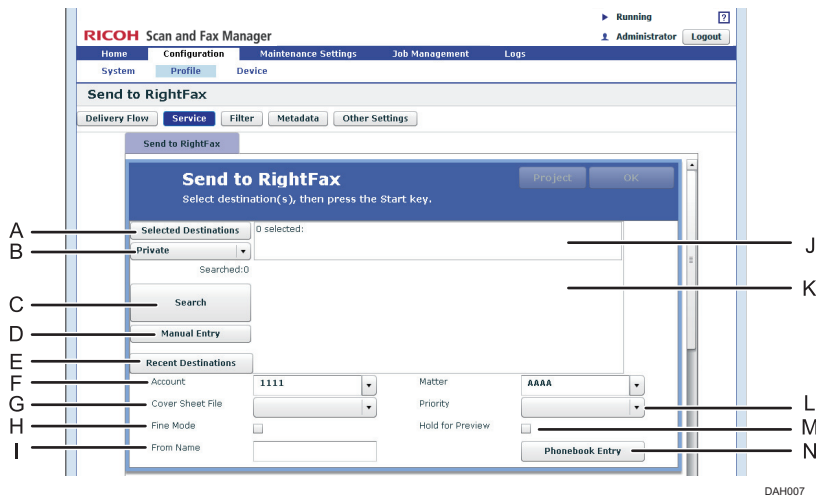 Running ?
RICOH Scan and Fax Manager Administrator Logout
Home Configuration Maintenance Settings Job Management Logs
System Profile Device
Send to RightFax
Delivery Flow Service Filter Metadata Other Settings
Send to RightFax
Send to RightFax Project OK
Select destination(s), then press the Start key.
A Selected Destinations 0 selected: J
B Private
Searched:0
K
C Search
D Manual Entry
E Recent Destinations
F Account 1111 Matter AAAA
G Cover Sheet File Priority L
H Fine Mode Hold for Preview M
I From Name Phonebook Entry N
DAH007